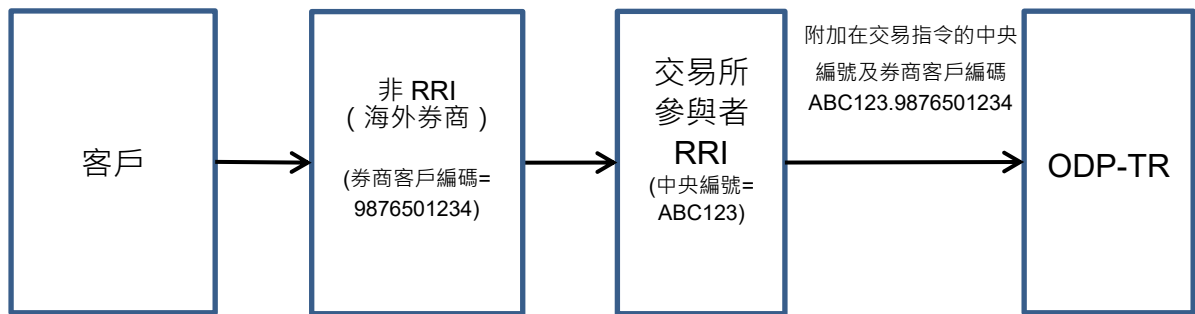 客戶
非 RRI
( 海外券商 )
(券商客戶編碼=
9876501234)
交易所
參與者
RRI
(中央編號=
ABC123)
附加在交易指令的中央
編號及券商客戶編碼
ABC123.9876501234
ODP-TR